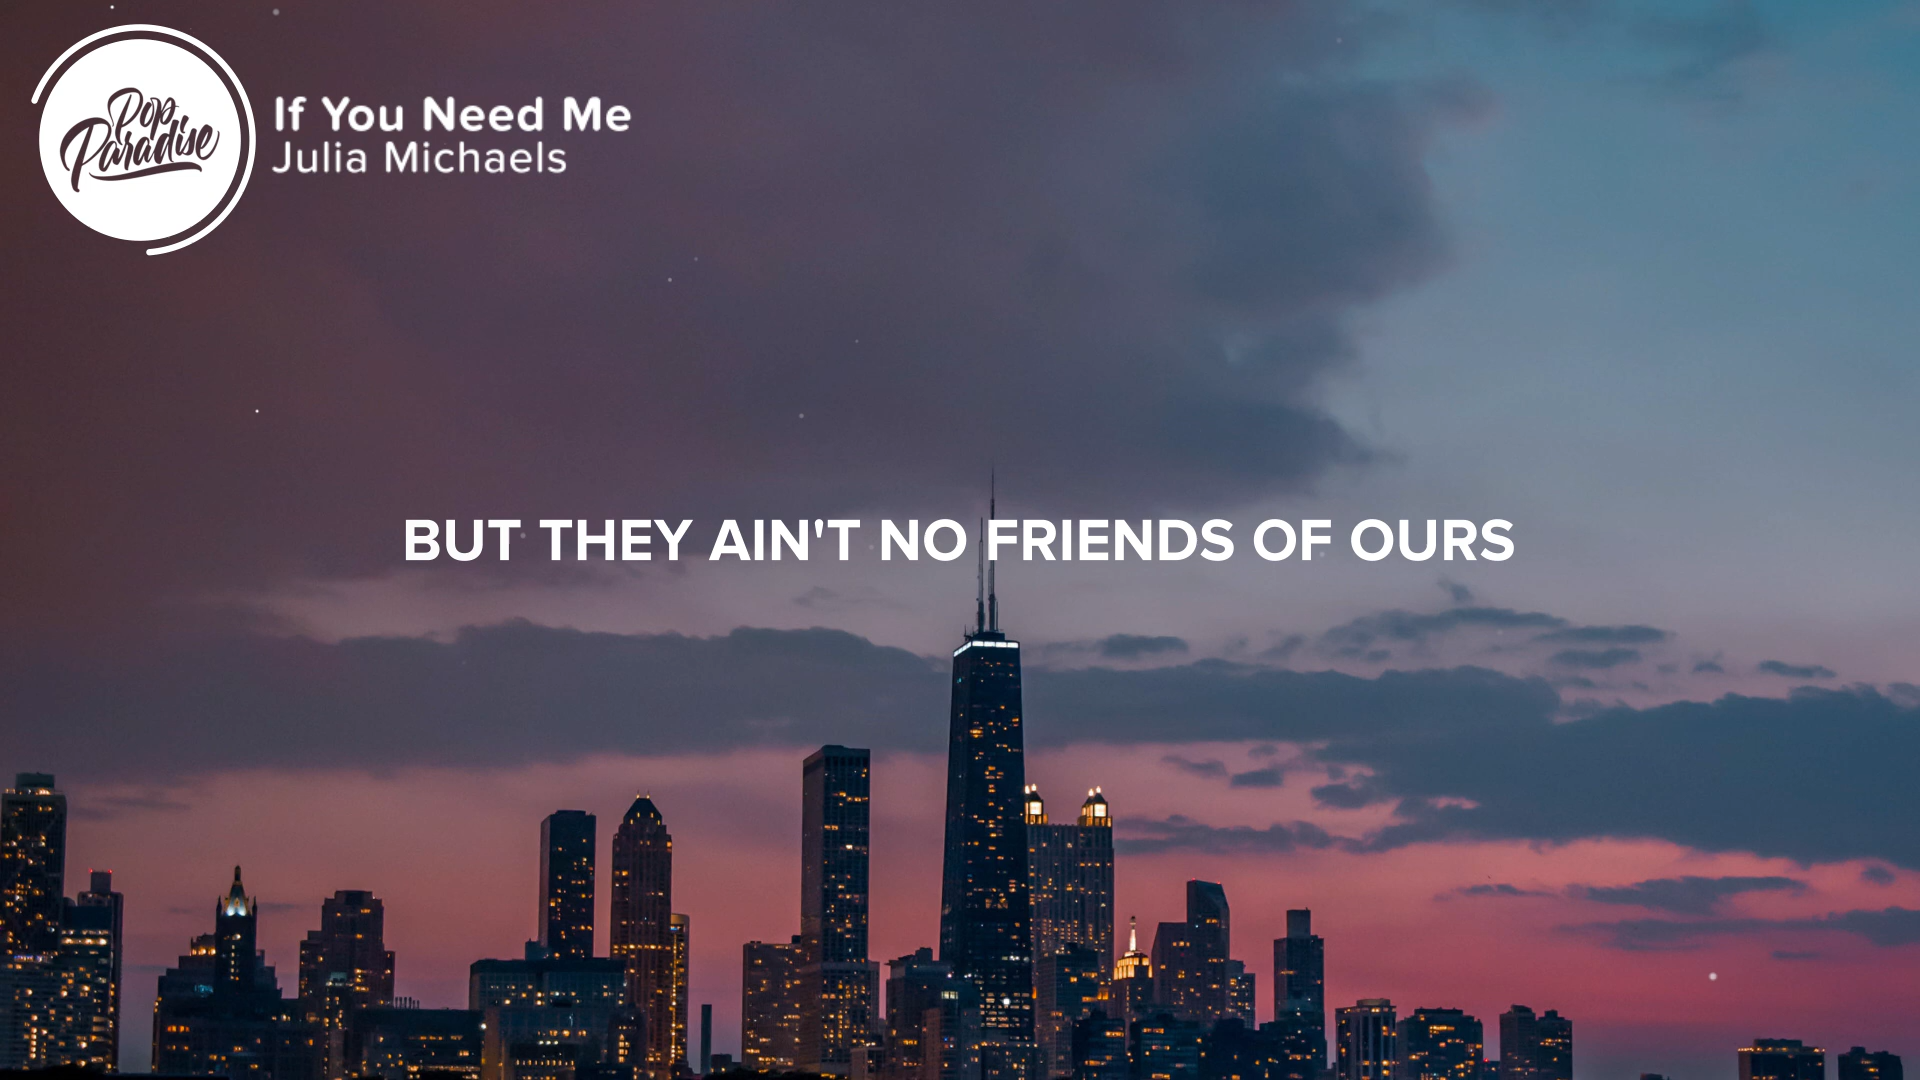 Pop
Paradise
If You Need Me
Julia Michaels
BUT THEY AIN'T NO FRIENDS OF OURS